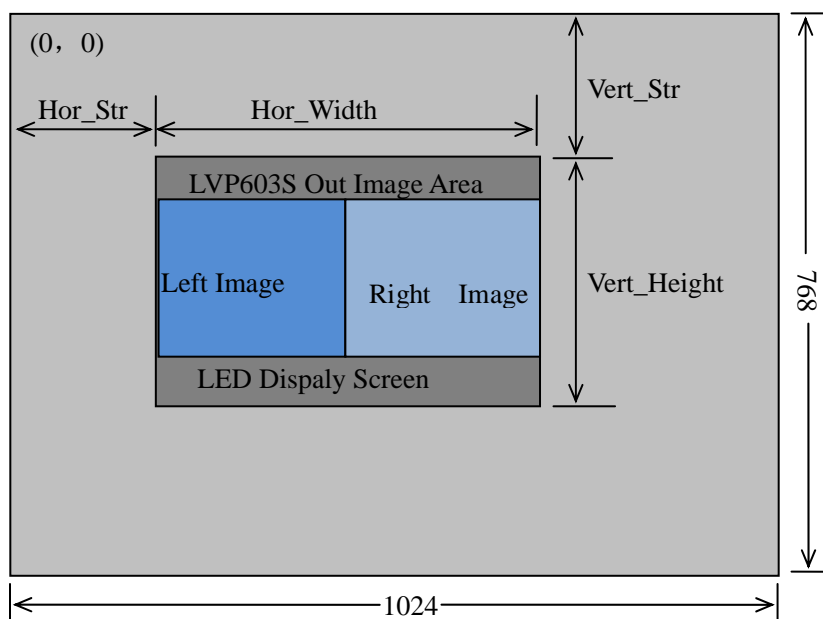 (0，0)
Vert_Str
Hor_Str
Hor_Width
LVP603S Out Image Area
Left Image
Right Image
Vert_Height
768
LED Dispaly Screen
1024